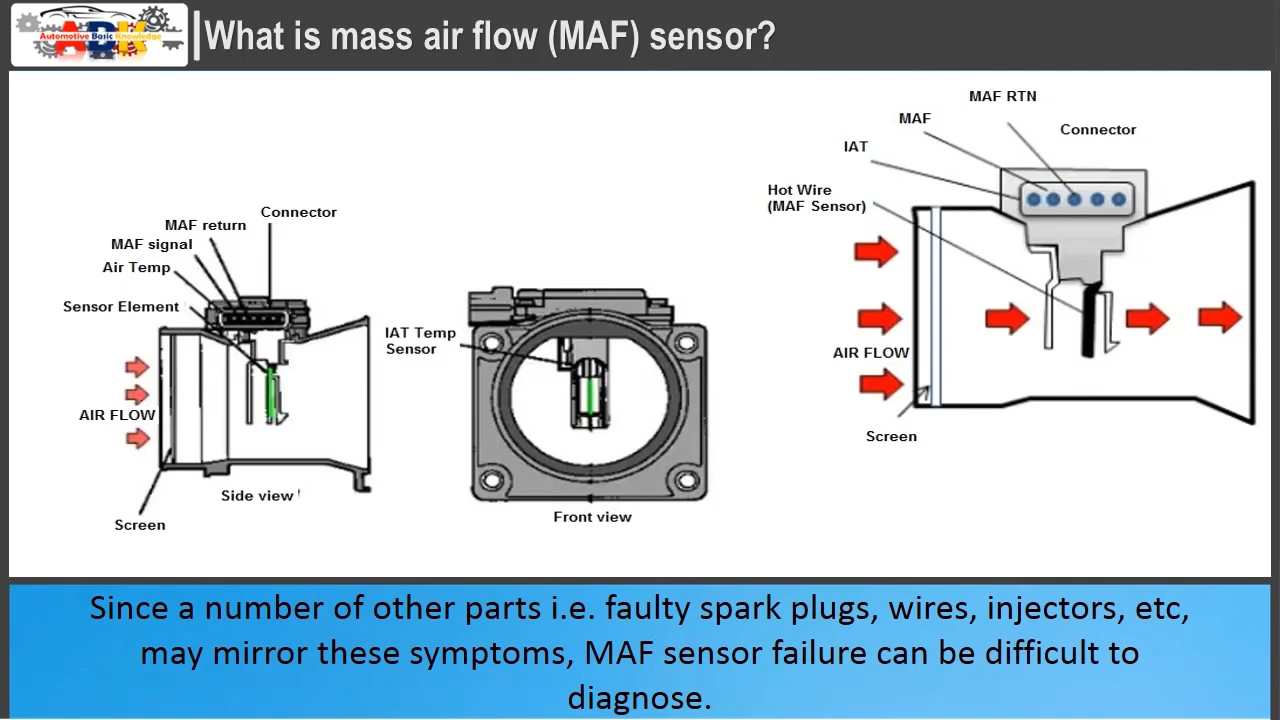 Automotive Basic Knowledge
ABK
What is mass air flow (MAF) sensor?
Connector
MAF return
MAF signal
Air Temp
Sensor Element
AIR FLOW
Side view
Screen
IAT Temp
Sensor
Front view
MAF RTN
MAF
Connector
IAT
Hot Wire
(MAF Sensor)
AIR FLOW
Screen
Since a number of other parts i.e. faulty spark plugs, wires, injectors, etc,
may mirror these symptoms, MAF sensor failure can be difficult to
diagnose.